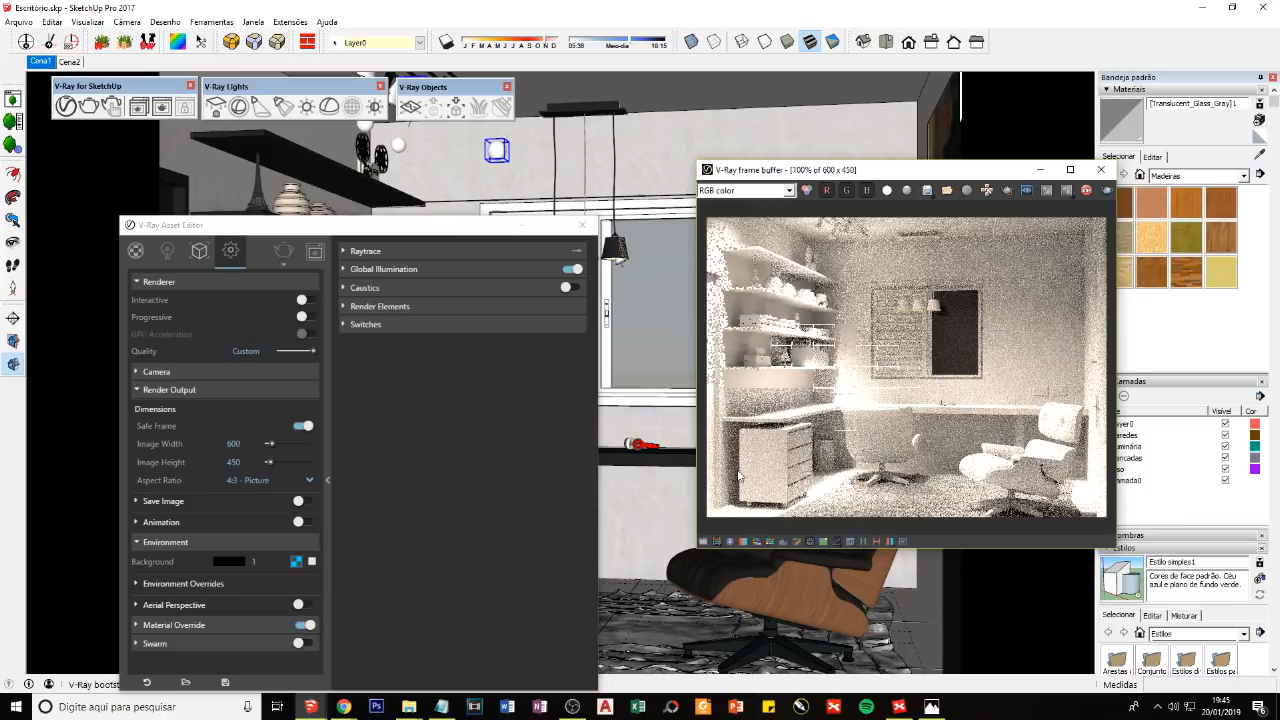 Escritório.skp - SketchUp Pro 2017
Arquivo Editar Visualizar Câmera Desenhar Ferramentas Janela Extensões Ajuda
Layer0
J F M A M J J A S O N D
05:38 Meio-dia 18:15
Cena1 Cena2
V-Ray for SketchUp
V-Ray Lights
V-Ray Objects
Bandeja padrão
Materiais
[Translucent_Glass_Gray]1
Selecionar Editar
Madeiras
V-Ray frame buffer - [100% of 600 x 450]
RGB color
R G B
V-Ray Asset Editor
Renderer
Interactive
Progressive
GPU Acceleration
Quality Custom
Camera
Render Output
Dimensions
Safe Frame
Image Width 600
Image Height 450
Aspect Ratio 4:3 - Picture
Save Image
Animation
Environment
Background 1
Environment Overrides
Aerial Perspective
Material Override
Swarm
Raytrace
Global Illumination
Caustics
Render Elements
Switches
Visível Cor
Estilos
Estilo simples1
Cores de face padrão. Céu
azul e plano de fundo verde.
Selecionar Editar Misturar
Estilos
Arestas Conjunto Estilos
Medidas
V-Ray
Digite aqui para pesquisar
19:45
20/01/2019